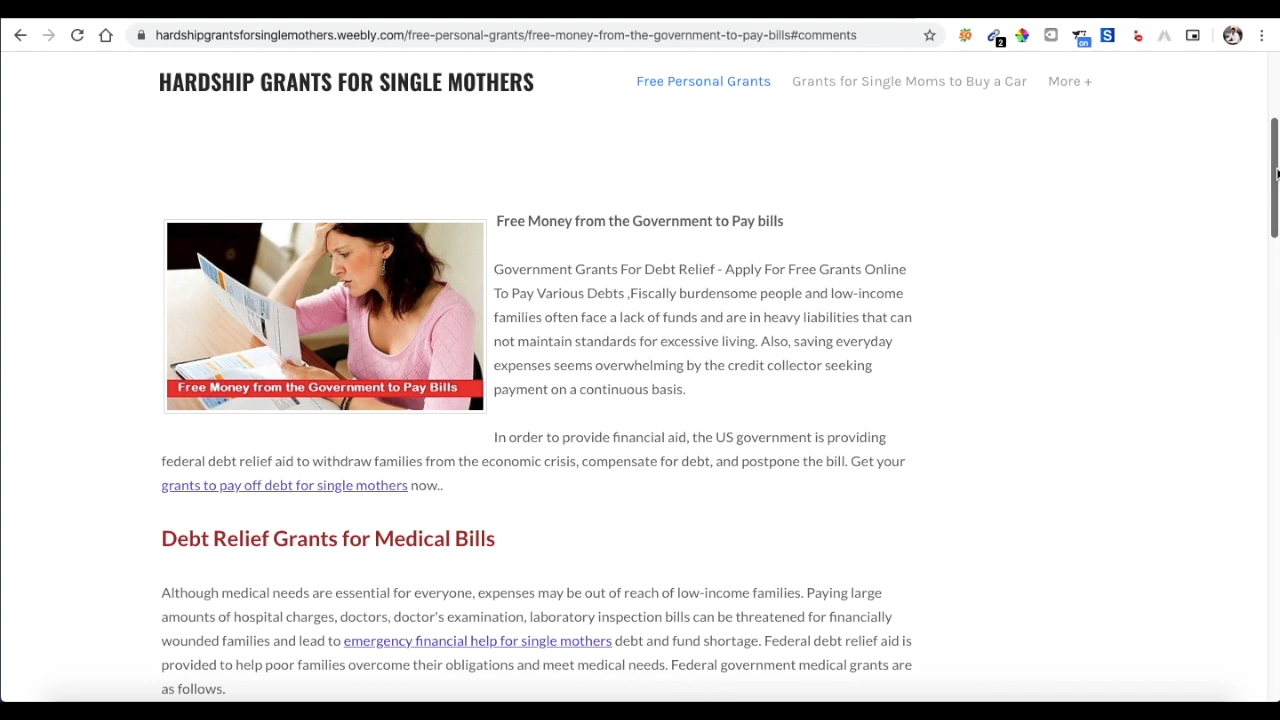 hardshipgrantsforsinglemothers.weebly.com/free-personal-grants/free-money-from-the-government-to-pay-bills#comments
2
on
S
HARDSHIP GRANTS FOR SINGLE MOTHERS
Free Personal Grants
Grants for Single Moms to Buy a Car
More +
Free Money from the Government to Pay Bills
Free Money from the Government to Pay bills
Government Grants For Debt Relief - Apply For Free Grants Online
To Pay Various Debts ,Fiscally burdensome people and low-income
families often face a lack of funds and are in heavy liabilities that can
not maintain standards for excessive living. Also, saving everyday
expenses seems overwhelming by the credit collector seeking
payment on a continuous basis.
In order to provide financial aid, the US government is providing
federal debt relief aid to withdraw families from the economic crisis, compensate for debt, and postpone the bill. Get your
grants to pay off debt for single mothers now..
Debt Relief Grants for Medical Bills
Although medical needs are essential for everyone, expenses may be out of reach of low-income families. Paying large
amounts of hospital charges, doctors, doctor's examination, laboratory inspection bills can be threatened for financially
wounded families and lead to emergency financial help for single mothers debt and fund shortage. Federal debt relief aid is
provided to help poor families overcome their obligations and meet medical needs. Federal government medical grants are
as follows.